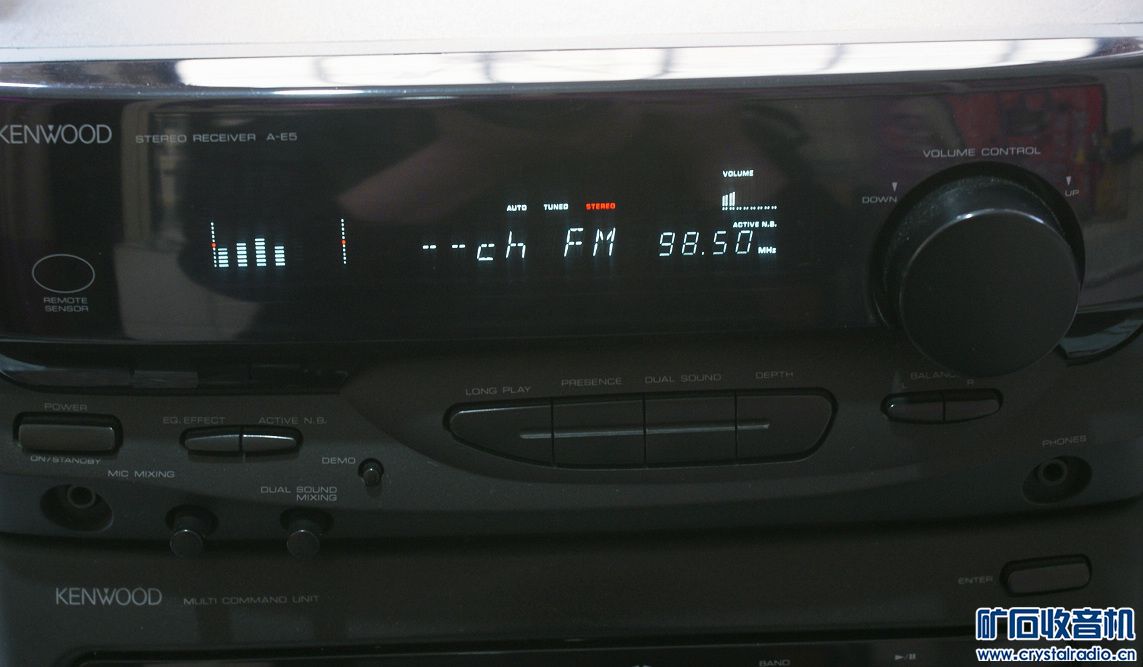 KENWOOD STEREO RECEIVER A-E5
VOLUME CONTROL
DOWN
UP
VOLUME
AUTO TUNED STEREO
ACTIVE N.B.
-- --ch FM 98.50 MHz
REMOTE
SENSOR
LONG PLAY PRESENCE DUAL SOUND DEPTH
BALANCE
L R
POWER
ON/STANDBY
EQ.EFFECT ACTIVE N.B.
DEMO
PHONES
MIC MIXING
DUAL SOUND
MIXING
KENWOOD MULTI COMMAND UNIT
ENTER
BAND
矿石收音机
www.crystalradio.cn